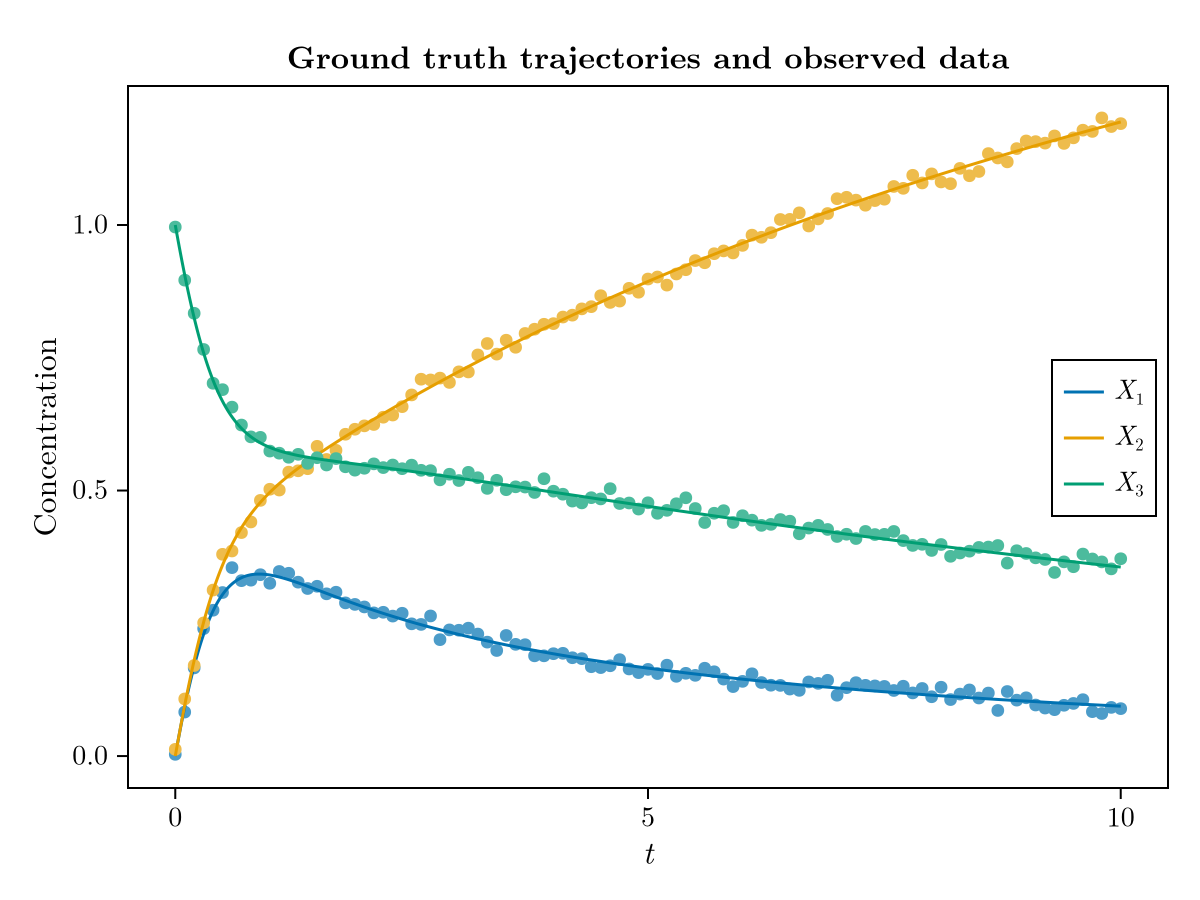 Ground truth trajectories and observed data
Concentration
1.0
0.5
0.0
0
5
10
t
X₁
X₂
X₃